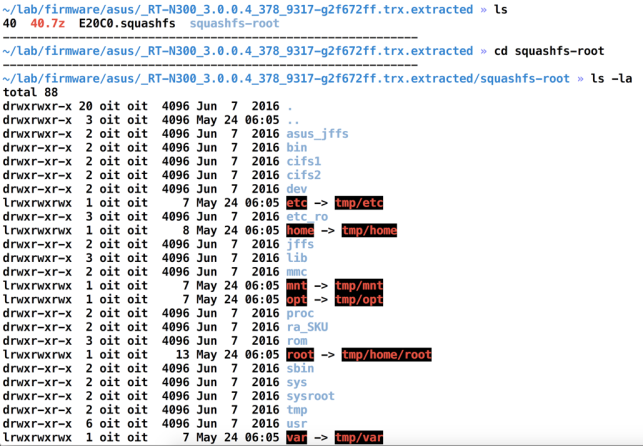 ~/lab/firmware/asus/_RT-N300_3.0.0.4_378_9317-g2f672ff.trx.extracted » ls
40  40.7z  E20C0.squashfs  squashfs-root
--------------------------------------------------------------
~/lab/firmware/asus/_RT-N300_3.0.0.4_378_9317-g2f672ff.trx.extracted » cd squashfs-root
--------------------------------------------------------------
~/lab/firmware/asus/_RT-N300_3.0.0.4_378_9317-g2f672ff.trx.extracted/squashfs-root » ls -la
total 88
drwxrwxr-x 20 oit oit  4096 Jun  7  2016 .
drwxrwxr-x  3 oit oit  4096 May 24 06:05 ..
drwxr-xr-x  2 oit oit  4096 Jun  7  2016 asus_jffs
drwxr-xr-x  2 oit oit  4096 Jun  7  2016 bin
drwxr-xr-x  2 oit oit  4096 Jun  7  2016 cifs1
drwxr-xr-x  2 oit oit  4096 Jun  7  2016 cifs2
drwxr-xr-x  2 oit oit  4096 Jun  7  2016 dev
lrwxrwxrwx  1 oit oit     7 May 24 06:05 etc -> tmp/etc
drwxr-xr-x  3 oit oit  4096 Jun  7  2016 etc_ro
lrwxrwxrwx  1 oit oit     8 May 24 06:05 home -> tmp/home
drwxr-xr-x  2 oit oit  4096 Jun  7  2016 jffs
drwxr-xr-x  3 oit oit  4096 Jun  7  2016 lib
drwxr-xr-x  2 oit oit  4096 Jun  7  2016 mmc
lrwxrwxrwx  1 oit oit     7 May 24 06:05 mnt -> tmp/mnt
lrwxrwxrwx  1 oit oit     7 May 24 06:05 opt -> tmp/opt
drwxr-xr-x  2 oit oit  4096 Jun  7  2016 proc
drwxr-xr-x  2 oit oit  4096 Jun  7  2016 ra_SKU
drwxr-xr-x  3 oit oit  4096 Jun  7  2016 rom
lrwxrwxrwx  1 oit oit    13 May 24 06:05 root -> tmp/home/root
drwxr-xr-x  2 oit oit  4096 Jun  7  2016 sbin
drwxr-xr-x  2 oit oit  4096 Jun  7  2016 sys
drwxr-xr-x  2 oit oit  4096 Jun  7  2016 sysroot
drwxr-xr-x  2 oit oit  4096 Jun  7  2016 tmp
drwxr-xr-x  6 oit oit  4096 Jun  7  2016 usr
lrwxrwxrwx  1 oit oit     7 May 24 06:05 var -> tmp/var